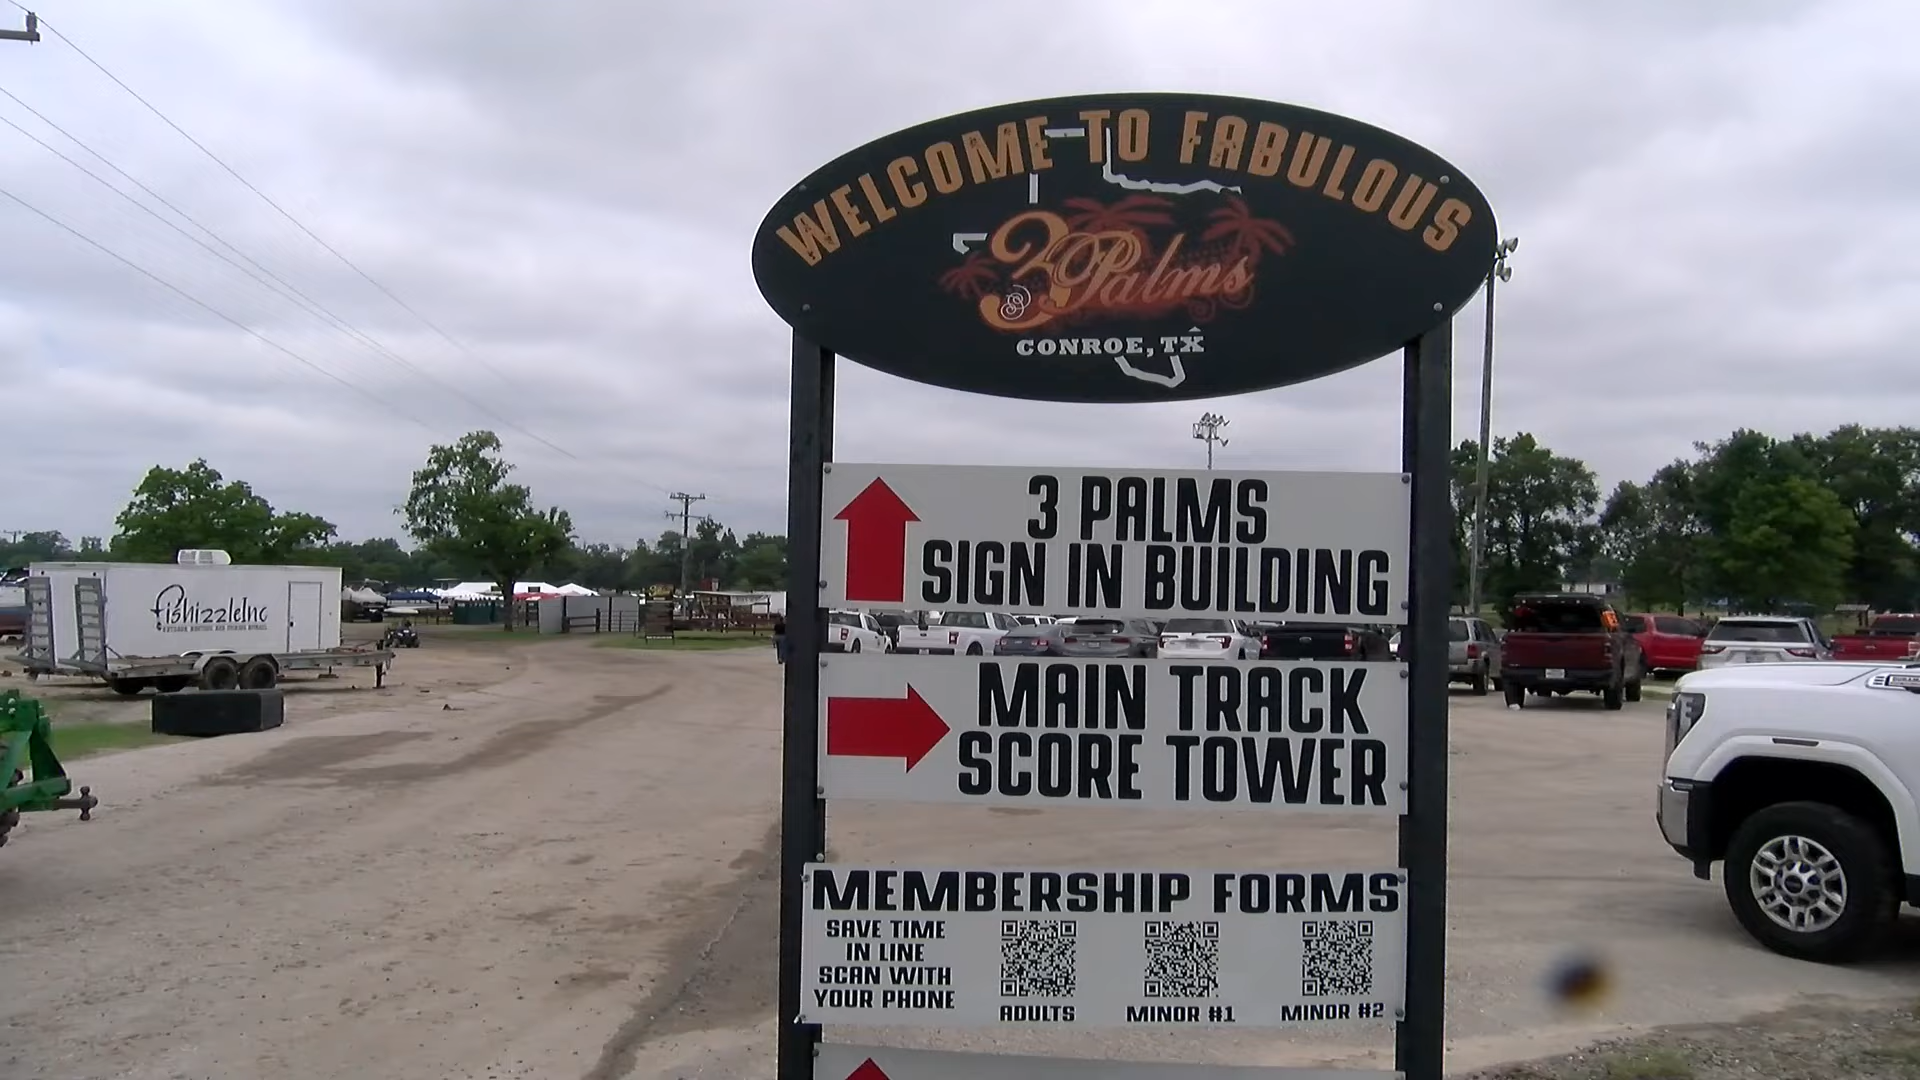 WELCOME TO FABULOUS
3 Palms
CONROE, TX
3 PALMS
SIGN IN BUILDING
MAIN TRACK
SCORE TOWER
MEMBERSHIP FORMS
SAVE TIME
IN LINE
SCAN WITH
YOUR PHONE
ADULTS
MINOR #1
MINOR #2
fishizzleInc